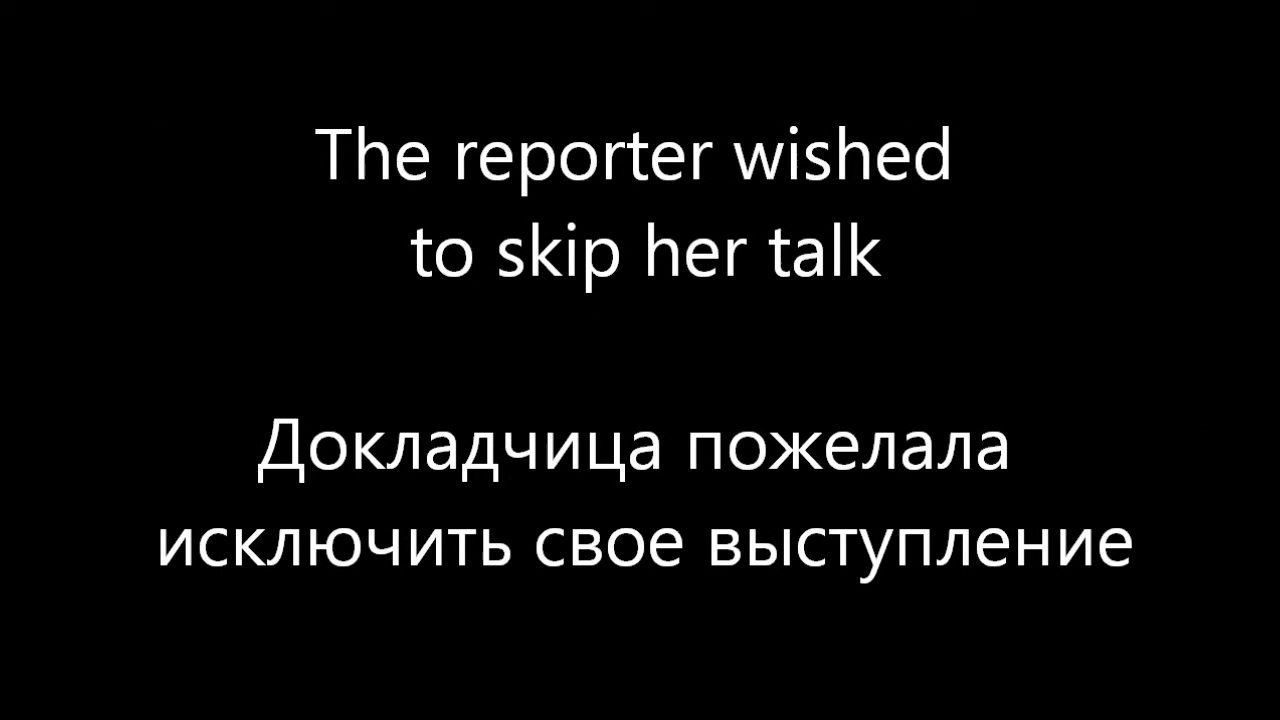 The reporter wished
to skip her talk
Докладчица пожелала
исключить свое выступление